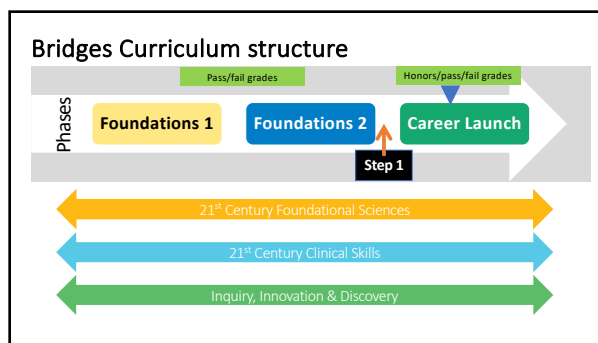 Bridges Curriculum structure
Pass/fail grades
Honors/pass/fail grades
Phases
Foundations 1
Foundations 2
Career Launch
Step 1
21st Century Foundational Sciences
21st Century Clinical Skills
Inquiry, Innovation & Discovery